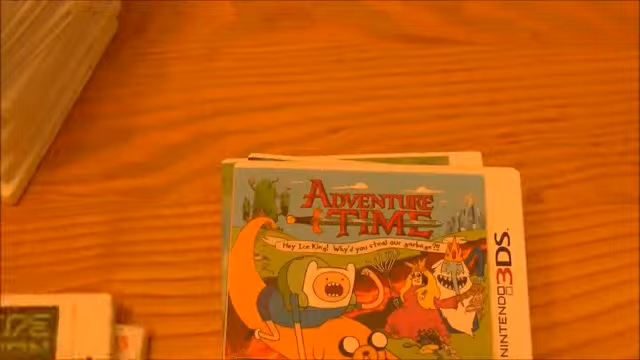 ADVENTURE
TIME
Hey Ice King! Why'd you steal our garbage?!!
NINTENDO 3DS